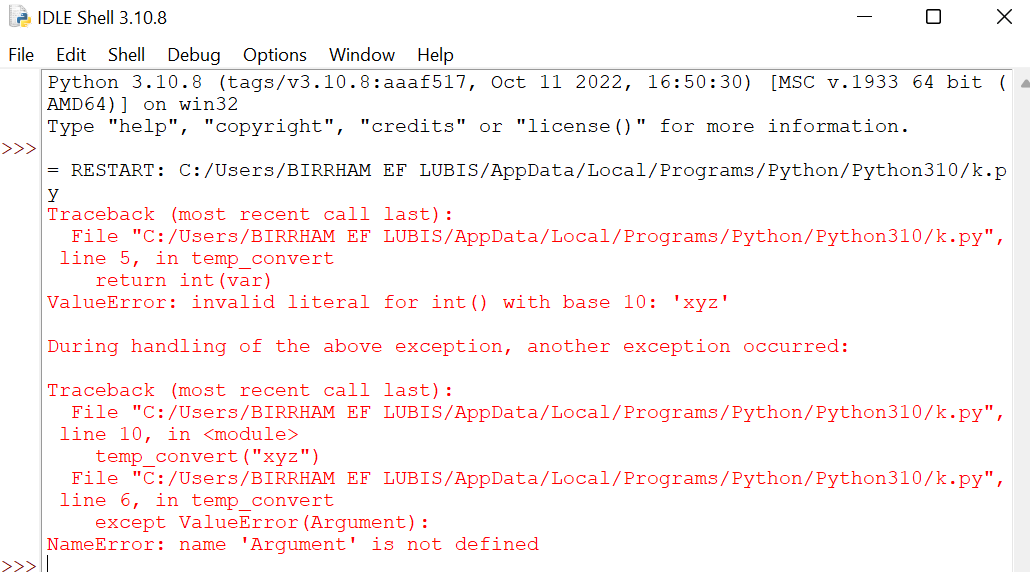 IDLE Shell 3.10.8
File Edit Shell Debug Options Window Help
Python 3.10.8 (tags/v3.10.8:aaaf517, Oct 11 2022, 16:50:30) [MSC v.1933 64 bit (
AMD64)] on win32
Type "help", "copyright", "credits" or "license()" for more information.
>>>
= RESTART: C:/Users/BIRRHAM EF LUBIS/AppData/Local/Programs/Python/Python310/k.p
y
Traceback (most recent call last):
  File "C:/Users/BIRRHAM EF LUBIS/AppData/Local/Programs/Python/Python310/k.py",
 line 5, in temp_convert
    return int(var)
ValueError: invalid literal for int() with base 10: 'xyz'

During handling of the above exception, another exception occurred:

Traceback (most recent call last):
  File "C:/Users/BIRRHAM EF LUBIS/AppData/Local/Programs/Python/Python310/k.py",
 line 10, in <module>
    temp_convert("xyz")
  File "C:/Users/BIRRHAM EF LUBIS/AppData/Local/Programs/Python/Python310/k.py",
 line 6, in temp_convert
    except ValueError(Argument):
NameError: name 'Argument' is not defined
>>>